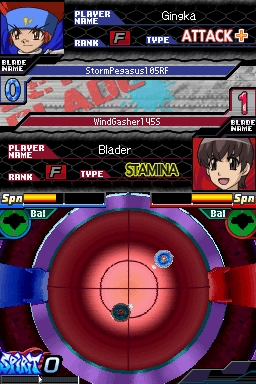 PLAYER NAME Gingka
RANK F TYPE ATTACK+
BLADE NAME
StormPegasus105RF
0
1
WindGasher145S
BLADE NAME
PLAYER NAME Blader
RANK F TYPE STAMINA
Spn Spn
Bal Bal
SPIRIT 0